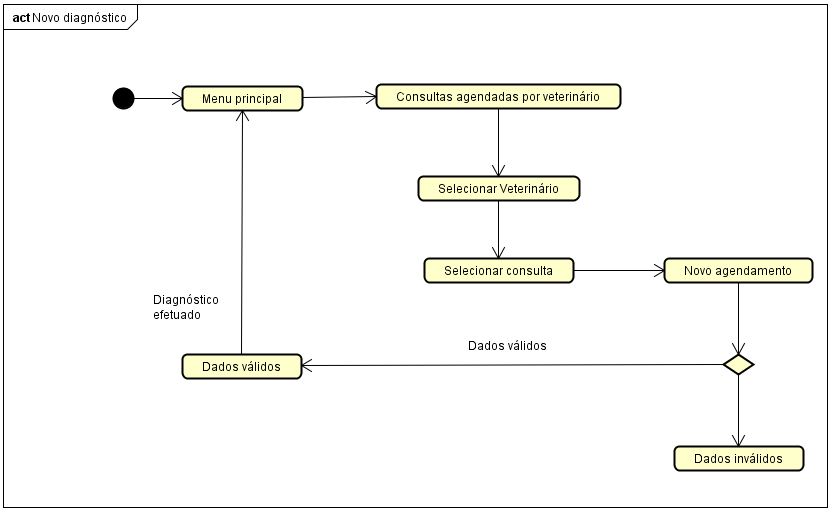 act Novo diagnóstico
Menu principal
Consultas agendadas por veterinário
Selecionar Veterinário
Selecionar consulta
Novo agendamento
Diagnóstico
efetuado
Dados válidos
Dados válidos
Dados inválidos